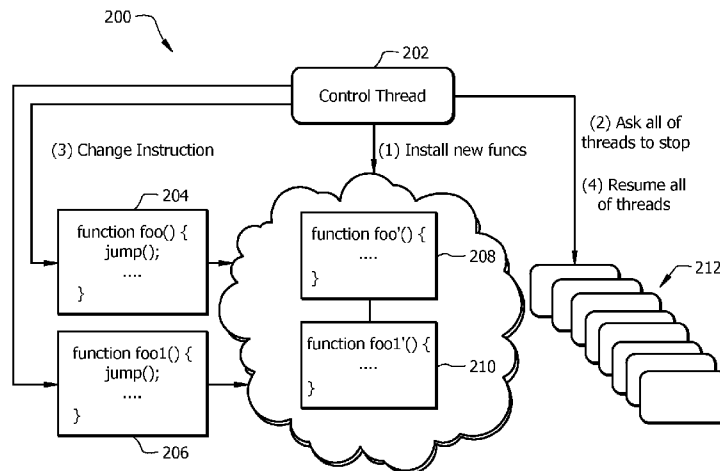 200
202
Control Thread
(3) Change Instruction
(1) Install new funcs
(2) Ask all of
threads to stop
(4) Resume all
of threads
204
function foo() {
jump();
....
}
function foo'() {
....
}
208
212
function foo1() {
jump();
....
}
206
function foo1'() {
....
}
210